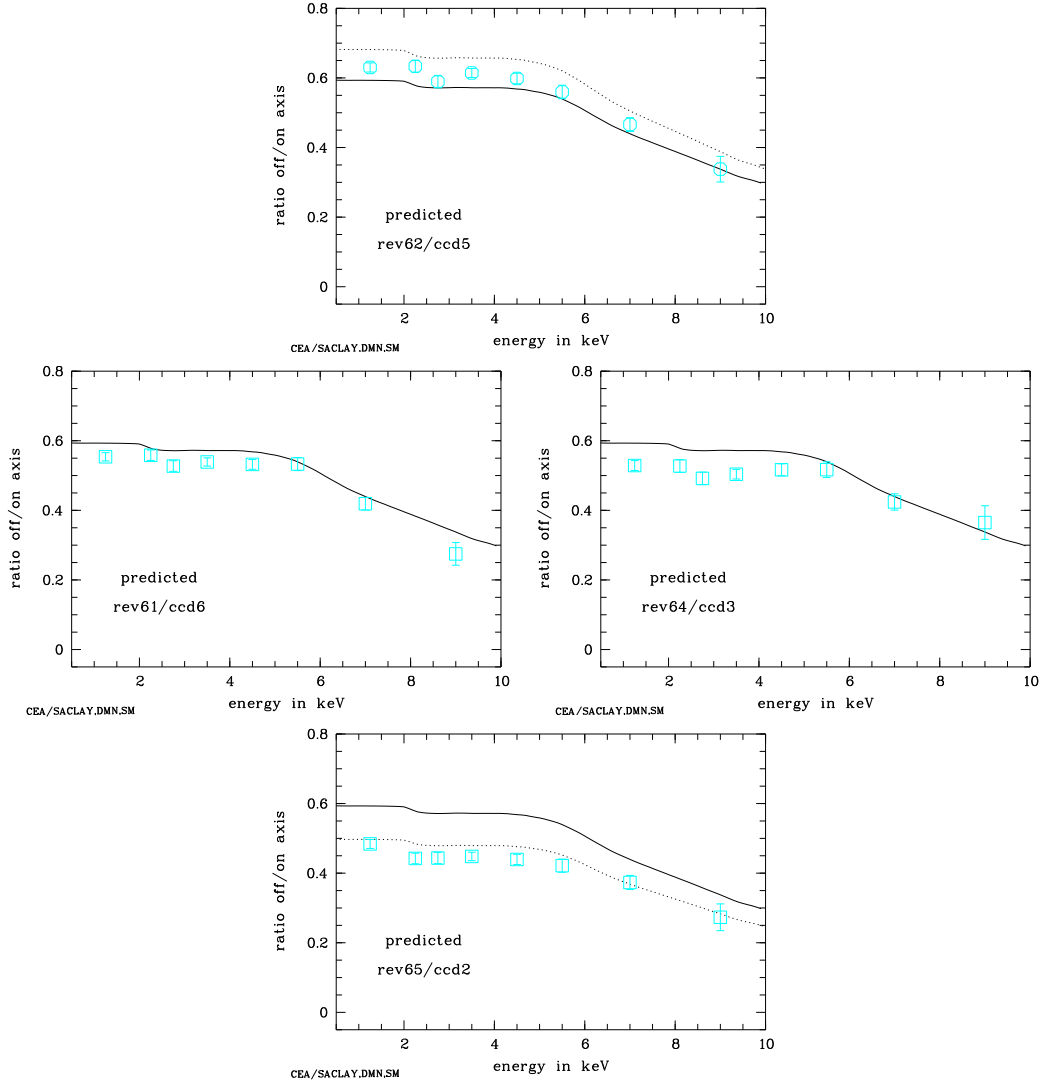 0.8
0.6
0.4
0.2
0
ratio off/on axis
predicted
rev62/ccd5
2 4 6 8 10
energy in keV
CEA/SACLAY,DMN,SM
0.8
0.6
0.4
0.2
0
ratio off/on axis
predicted
rev61/ccd6
2 4 6 8 10
energy in keV
CEA/SACLAY,DMN,SM
0.8
0.6
0.4
0.2
0
ratio off/on axis
predicted
rev64/ccd3
2 4 6 8 10
energy in keV
CEA/SACLAY,DMN,SM
0.8
0.6
0.4
0.2
0
ratio off/on axis
predicted
rev65/ccd2
2 4 6 8 10
energy in keV
CEA/SACLAY,DMN,SM